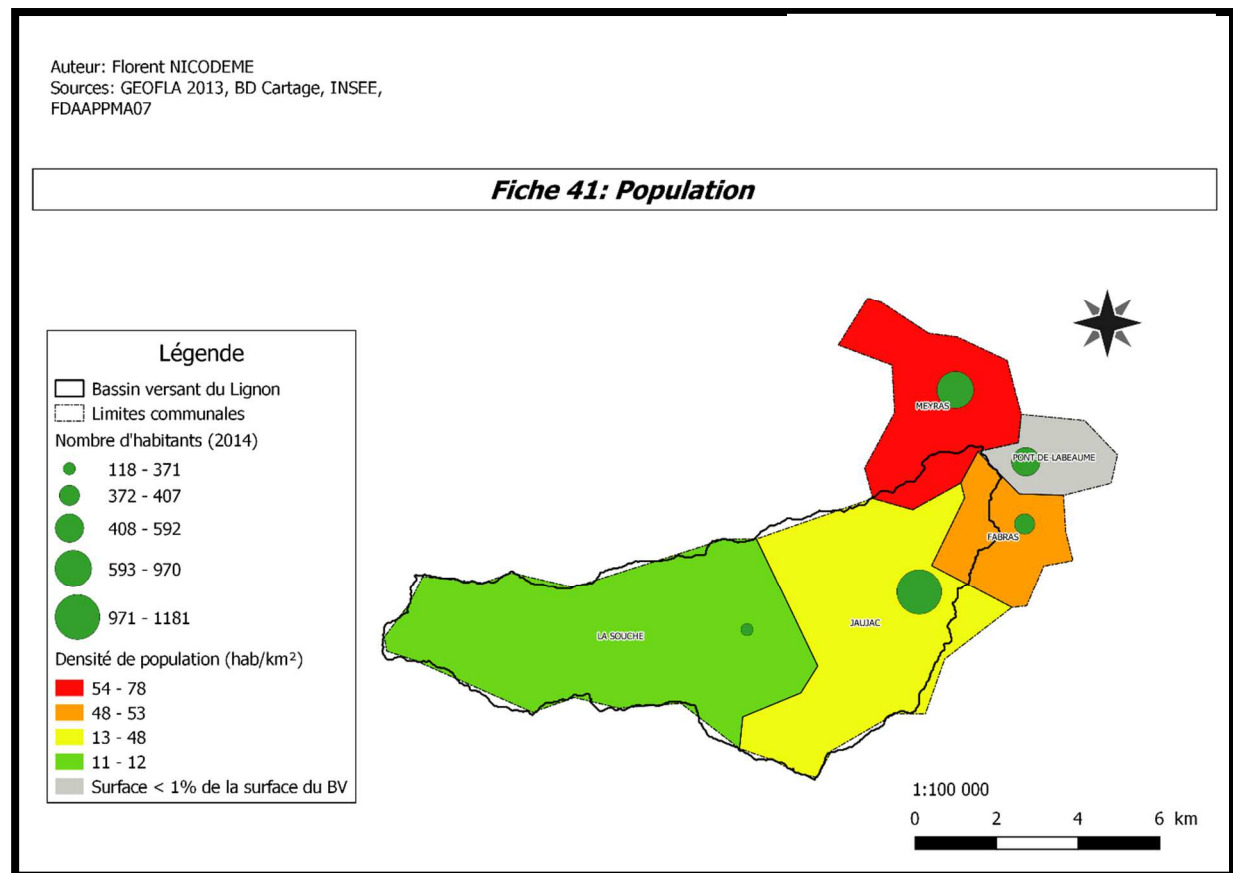 Auteur: Florent NICODEME
Sources: GEOFLA 2013, BD Cartage, INSEE,
FDAAPPMA07
Fiche 41: Population
Légende
Bassin versant du Lignon
Limites communales
Nombre d'habitants (2014)
118 - 371
372 - 407
408 - 592
593 - 970
971 - 1181
Densité de population (hab/km²)
54 - 78
48 - 53
13 - 48
11 - 12
Surface < 1% de la surface du BV
MEYRAS
PONT-DE-LABEAUME
FABRAS
JAUJAC
LA SOUCHE
1:100 000
0 2 4 6 km